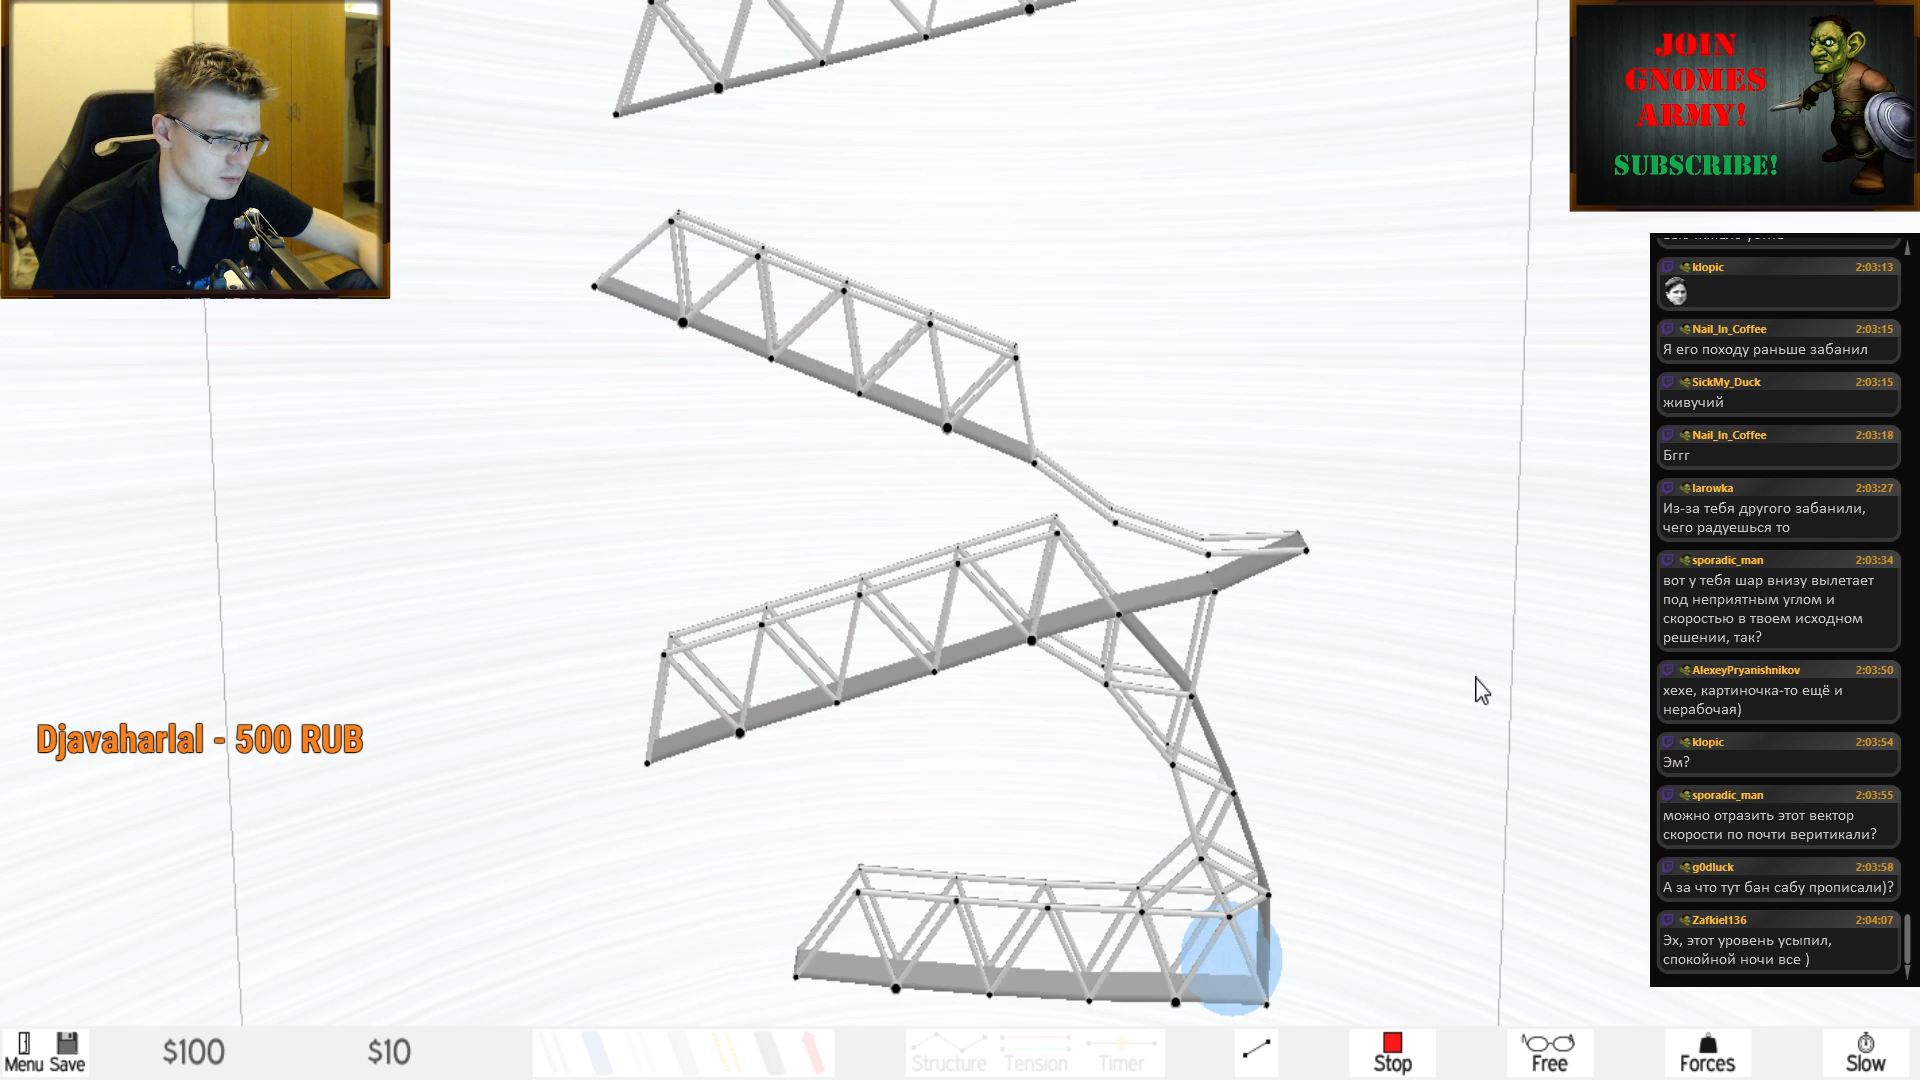 JOIN
GNOMES
ARMY!
SUBSCRIBE!
klopic 2:03:13
Nail_In_Coffee 2:03:15
Я его походу раньше забанил
SickMy_Duck 2:03:15
живучий
Nail_In_Coffee 2:03:18
Бггг
larowka 2:03:27
Из-за тебя другого забанили,
чего радуешься то
sporadic_man 2:03:34
вот у тебя шар внизу вылетает
под неприятным углом и
скоростью в твоем исходном
решении, так?
AlexeyPryanishnikov 2:03:50
хехе, картиночка-то ещё и
нерабочая)
klopic 2:03:54
Эм?
sporadic_man 2:03:55
можно отразить этот вектор
скорости по почти веритикали?
g0dluck 2:03:58
А за что тут бан сабу прописали)?
Zafkiel136 2:04:07
Эх, этот уровень усыпил,
спокойной ночи все )
Djavaharlal - 500 RUB
Menu Save $100 $10 Structure Tension Timer Stop Free Forces Slow